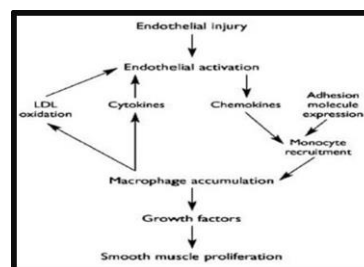 Endothelial injury
Endothelial activation
LDL
oxidation
Cytokines
Chemokines
Adhesion
molecule
expression
Monocyte
recruitment
Macrophage accumulation
Growth factors
Smooth muscle proliferation